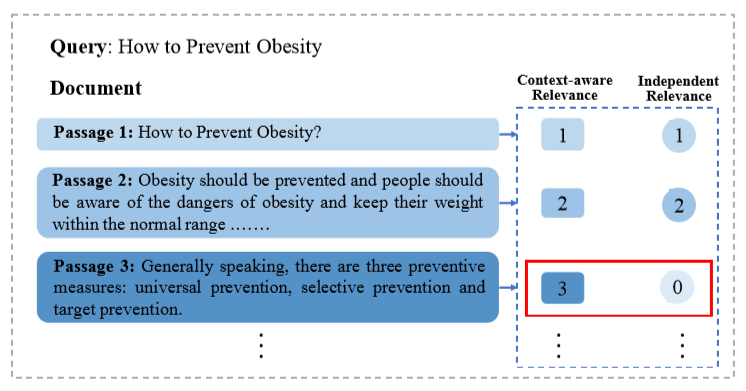 Query: How to Prevent Obesity
Document
Context-aware Relevance
Independent Relevance
Passage 1: How to Prevent Obesity?
1
1
Passage 2: Obesity should be prevented and people should
be aware of the dangers of obesity and keep their weight
within the normal range …….
2
2
Passage 3: Generally speaking, there are three preventive
measures: universal prevention, selective prevention and
target prevention.
3
0